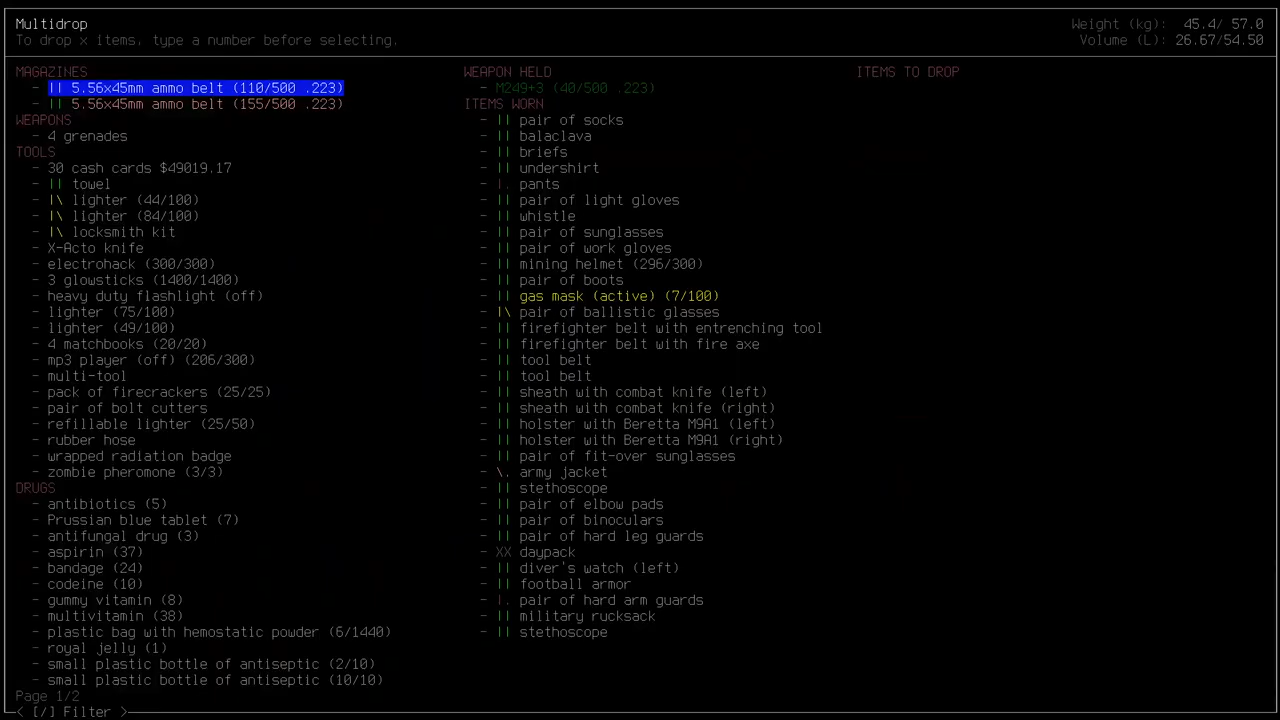 Multidrop
Weight (kg): 45.4/ 57.0
To drop x items, type a number before selecting.
Volume (L): 26.67/54.50
MAGAZINES
- || 5.56x45mm ammo belt (110/500 .223)
- || 5.56x45mm ammo belt (155/500 .223)
WEAPONS
- 4 grenades
TOOLS
- 30 cash cards $49019.17
- || towel
- |\ lighter (44/100)
- |\ lighter (84/100)
- |\ locksmith kit
- X-Acto knife
- electrohack (300/300)
- 3 glowsticks (1400/1400)
- heavy duty flashlight (off)
- lighter (75/100)
- lighter (49/100)
- 4 matchbooks (20/20)
- mp3 player (off) (206/300)
- multi-tool
- pack of firecrackers (25/25)
- pair of bolt cutters
- refillable lighter (25/50)
- rubber hose
- wrapped radiation badge
- zombie pheromone (3/3)
DRUGS
- antibiotics (5)
- Prussian blue tablet (7)
- antifungal drug (3)
- aspirin (37)
- bandage (24)
- codeine (10)
- gummy vitamin (8)
- multivitamin (38)
- plastic bag with hemostatic powder (6/1440)
- royal jelly (1)
- small plastic bottle of antiseptic (2/10)
- small plastic bottle of antiseptic (10/10)
Page 1/2
< [/] Filter >
WEAPON HELD
- M249+3 (40/500 .223)
ITEMS WORN
- || pair of socks
- || balaclava
- || briefs
- || undershirt
- |. pants
- || pair of light gloves
- || whistle
- || pair of sunglasses
- || pair of work gloves
- || mining helmet (296/300)
- || pair of boots
- || gas mask (active) (7/100)
- |\ pair of ballistic glasses
- || firefighter belt with entrenching tool
- || firefighter belt with fire axe
- || tool belt
- || tool belt
- || sheath with combat knife (left)
- || sheath with combat knife (right)
- || holster with Beretta M9A1 (left)
- || holster with Beretta M9A1 (right)
- || pair of fit-over sunglasses
- \. army jacket
- || stethoscope
- || pair of elbow pads
- || pair of binoculars
- || pair of hard leg guards
- XX daypack
- || diver's watch (left)
- || football armor
- |. pair of hard arm guards
- || military rucksack
- || stethoscope
ITEMS TO DROP